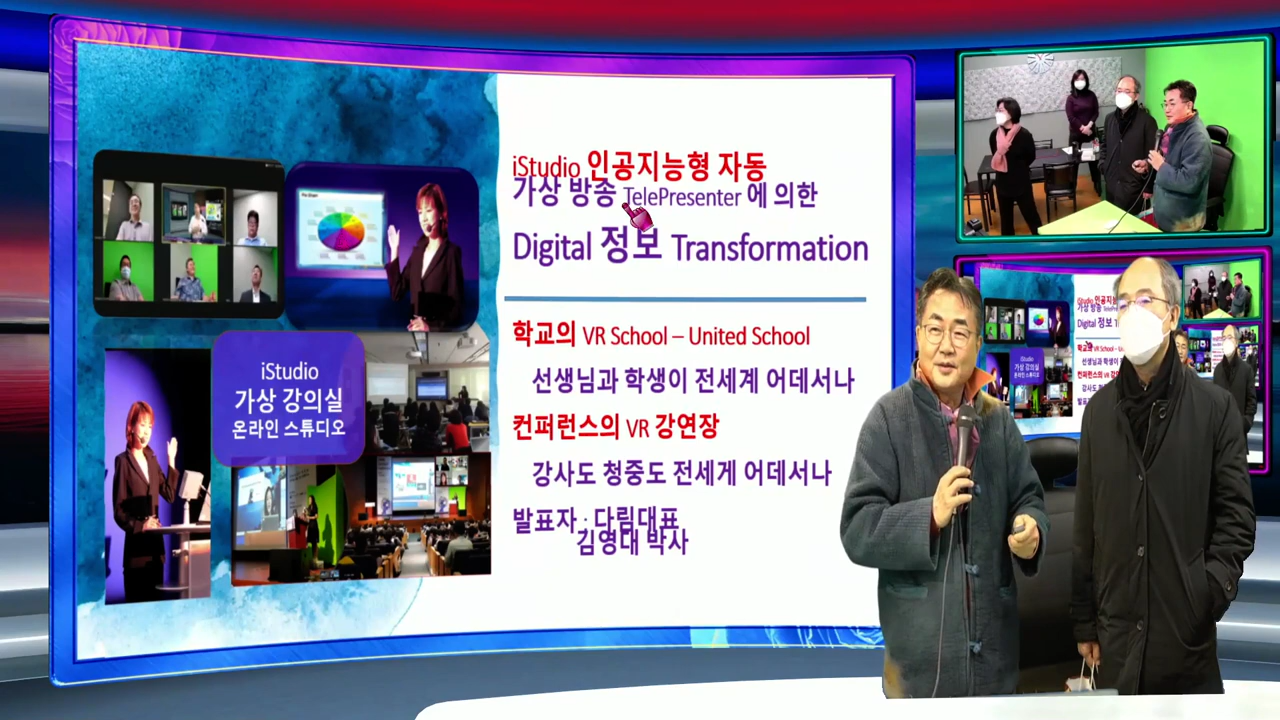 iStudio 인공지능형 자동
가상 방송 TelePresenter 에 의한
Digital 정보 Transformation
학교의 VR School – United School
선생님과 학생이 전세계 어데서나
컨퍼런스의 VR 강연장
강사도 청중도 전세게 어데서나
발표자 : 다림대표
김영대 박사
iStudio
가상 강의실
온라인 스튜디오